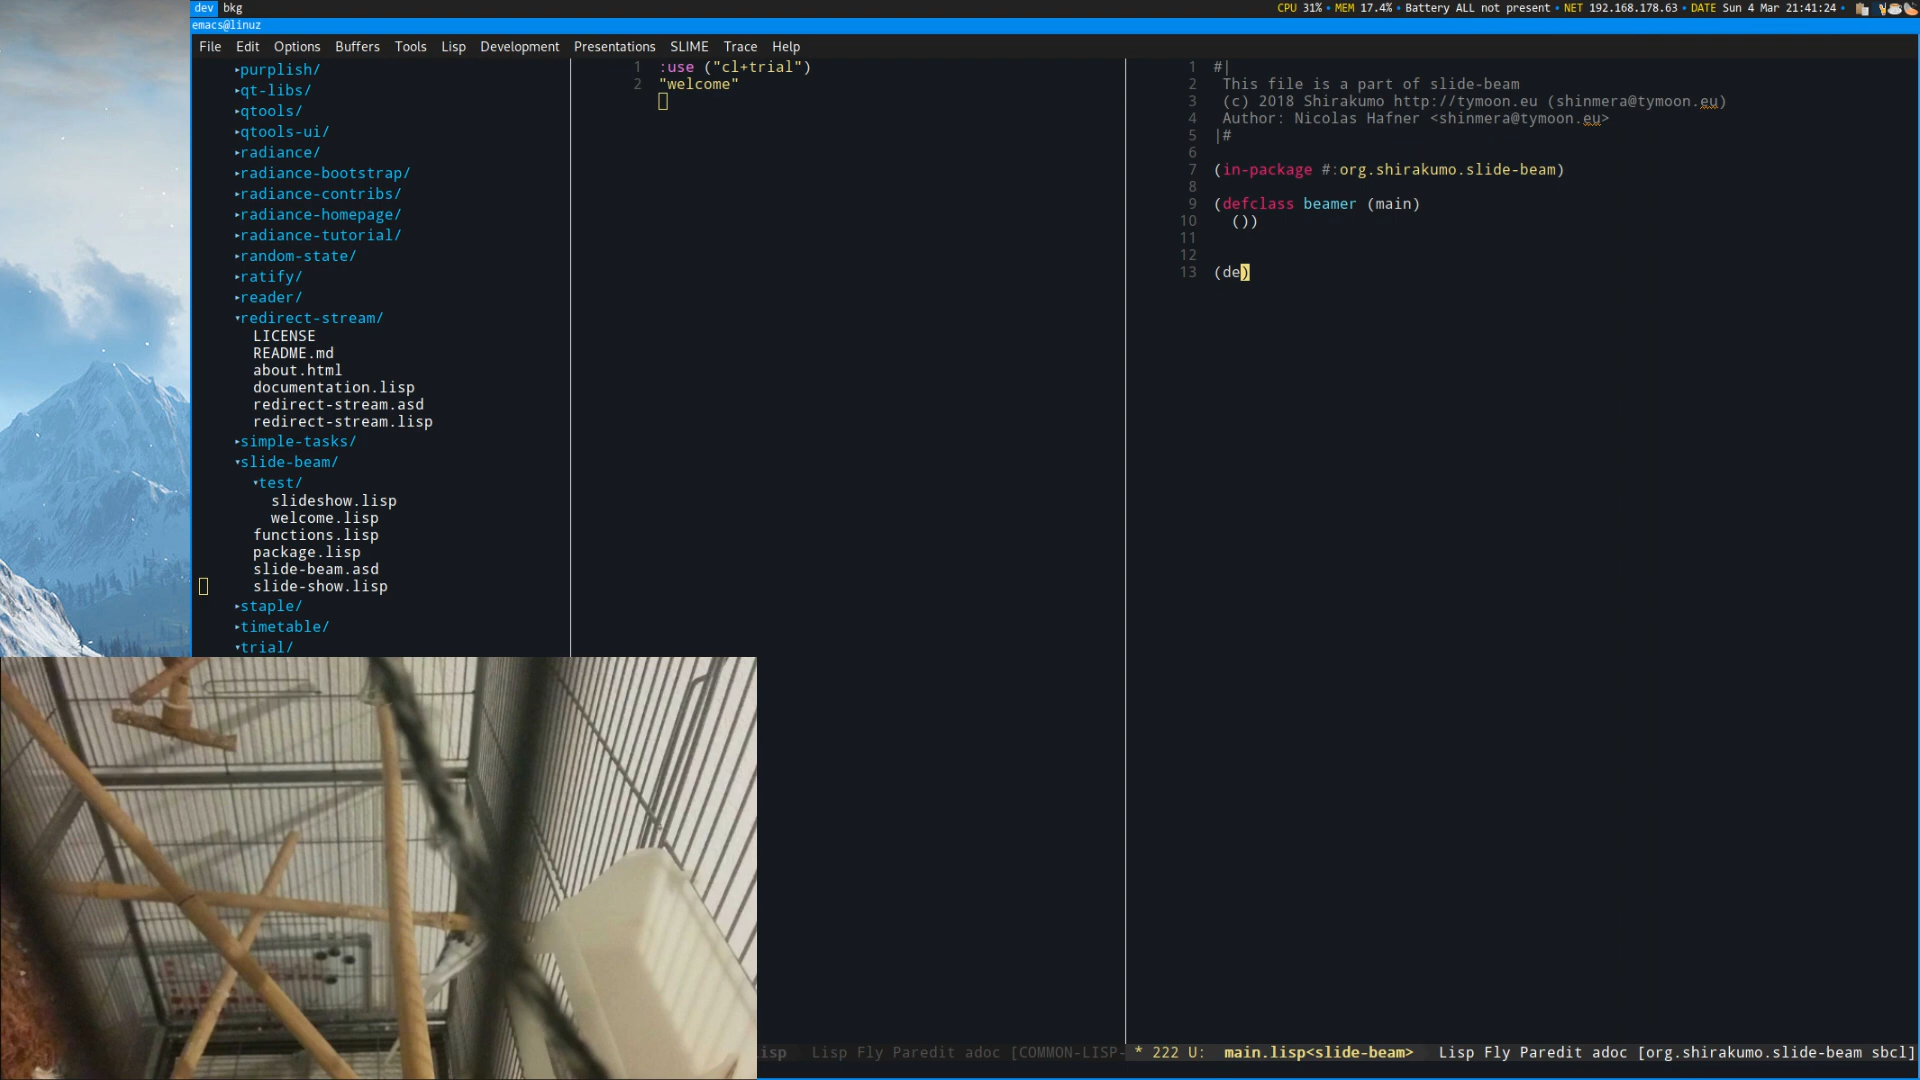 dev bkg
CPU 31% • MEM 17.4% • Battery ALL not present • NET 192.168.178.63 • DATE Sun 4 Mar 21:41:24 •
emacs@linuz
File Edit Options Buffers Tools Lisp Development Presentations SLIME Trace Help
▸purplish/
▸qt-libs/
▸qtools/
▸qtools-ui/
▸radiance/
▸radiance-bootstrap/
▸radiance-contribs/
▸radiance-homepage/
▸radiance-tutorial/
▸random-state/
▸ratify/
▸reader/
▾redirect-stream/
LICENSE
README.md
about.html
documentation.lisp
redirect-stream.asd
redirect-stream.lisp
▸simple-tasks/
▾slide-beam/
▾test/
slideshow.lisp
welcome.lisp
functions.lisp
package.lisp
slide-beam.asd
slide-show.lisp
▸staple/
▸timetable/
▾trial/
1 :use ("cl+trial")
2 "welcome"
1 #|
2 This file is a part of slide-beam
3 (c) 2018 Shirakumo http://tymoon.eu (shinmera@tymoon.eu)
4 Author: Nicolas Hafner <shinmera@tymoon.eu>
5 |#
6
7 (in-package #:org.shirakumo.slide-beam)
8
9 (defclass beamer (main)
10 ())
11
12
13 (de)
isp Lisp Fly Paredit adoc [COMMON-LISP-
* 222 U: main.lisp<slide-beam> Lisp Fly Paredit adoc [org.shirakumo.slide-beam sbcl]